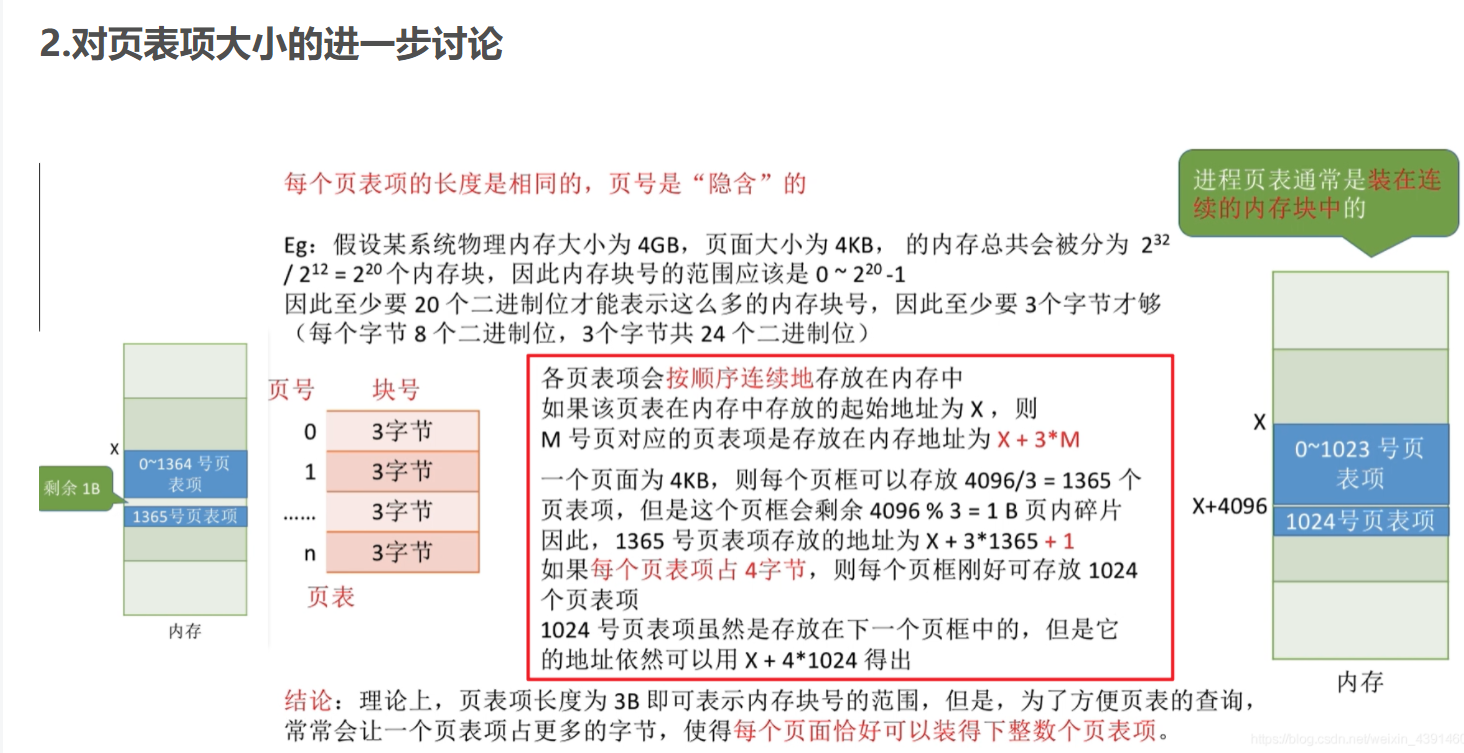 2.对页表项大小的进一步讨论
每个页表项的长度是相同的，页号是“隐含”的
进程页表通常是装在连
续的内存块中的
Eg：假设某系统物理内存大小为 4GB，页面大小为 4KB， 的内存总共会被分为 2³²
/ 2¹² = 2²⁰ 个内存块，因此内存块号的范围应该是 0 ~ 2²⁰ -1
因此至少要 20 个二进制位才能表示这么多的内存块号，因此至少要 3个字节才够
（每个字节 8 个二进制位，3个字节共 24 个二进制位）
X
0~1364 号页
表项
剩余 1B
1365号页表项
内存
页号 块号
0 3字节
1 3字节
…… 3字节
n 3字节
页表
各页表项会按顺序连续地存放在内存中
如果该页表在内存中存放的起始地址为 X ，则
M 号页对应的页表项是存放在内存地址为 X + 3*M
一个页面为 4KB，则每个页框可以存放 4096/3 = 1365 个
页表项，但是这个页框会剩余 4096 % 3 = 1 B 页内碎片
因此，1365 号页表项存放的地址为 X + 3*1365 + 1
如果每个页表项占 4字节，则每个页框刚好可存放 1024
个页表项
1024 号页表项虽然是存放在下一个页框中的，但是它
的地址依然可以用 X + 4*1024 得出
X
0~1023 号页
表项
X+4096
1024号页表项
内存
结论：理论上，页表项长度为 3B 即可表示内存块号的范围，但是，为了方便页表的查询，
常常会让一个页表项占更多的字节，使得每个页面恰好可以装得下整数个页表项。
https://blog.csdn.net/weixin_4391460